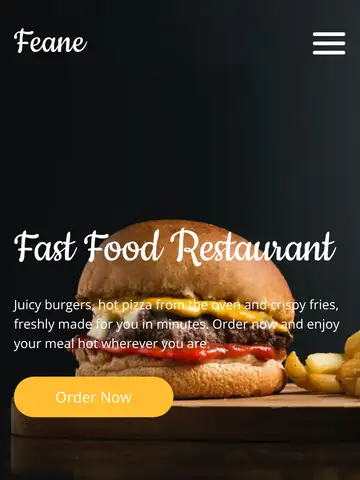 Feane
Fast Food Restaurant
Juicy burgers, hot pizza from the oven and crispy fries,
freshly made for you in minutes. Order now and enjoy
your meal hot wherever you are.
Order Now